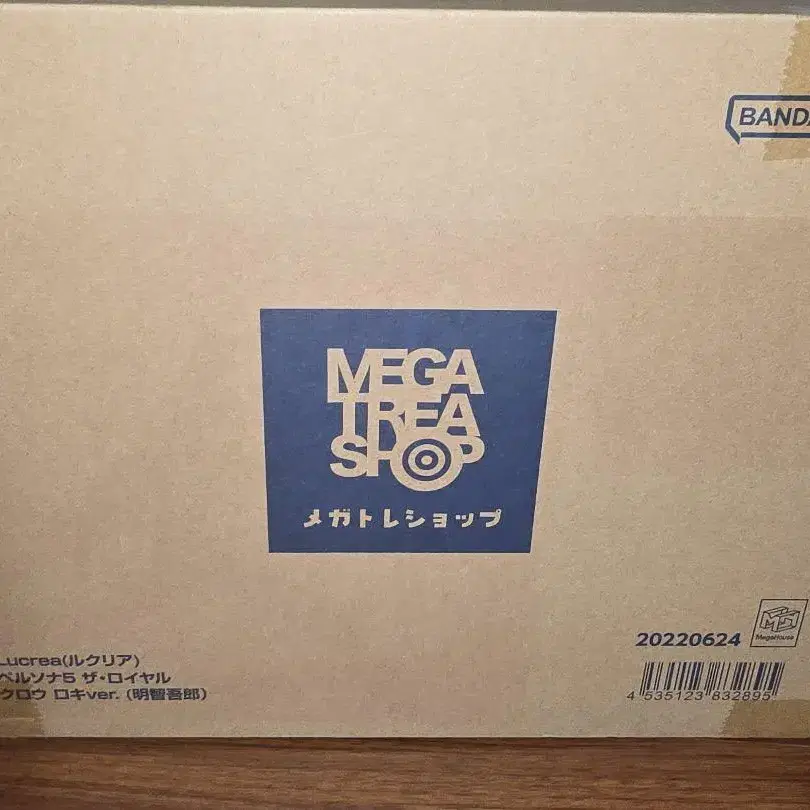 BANDA
MEGA
TREA
SHOP
メガトレショップ
Lucrea(ルクリア)
ペルソナ5 ザ・ロイヤル
クロウ ロキver. (明智吾郎)
20220624
MegaHouse
4 535123 832895